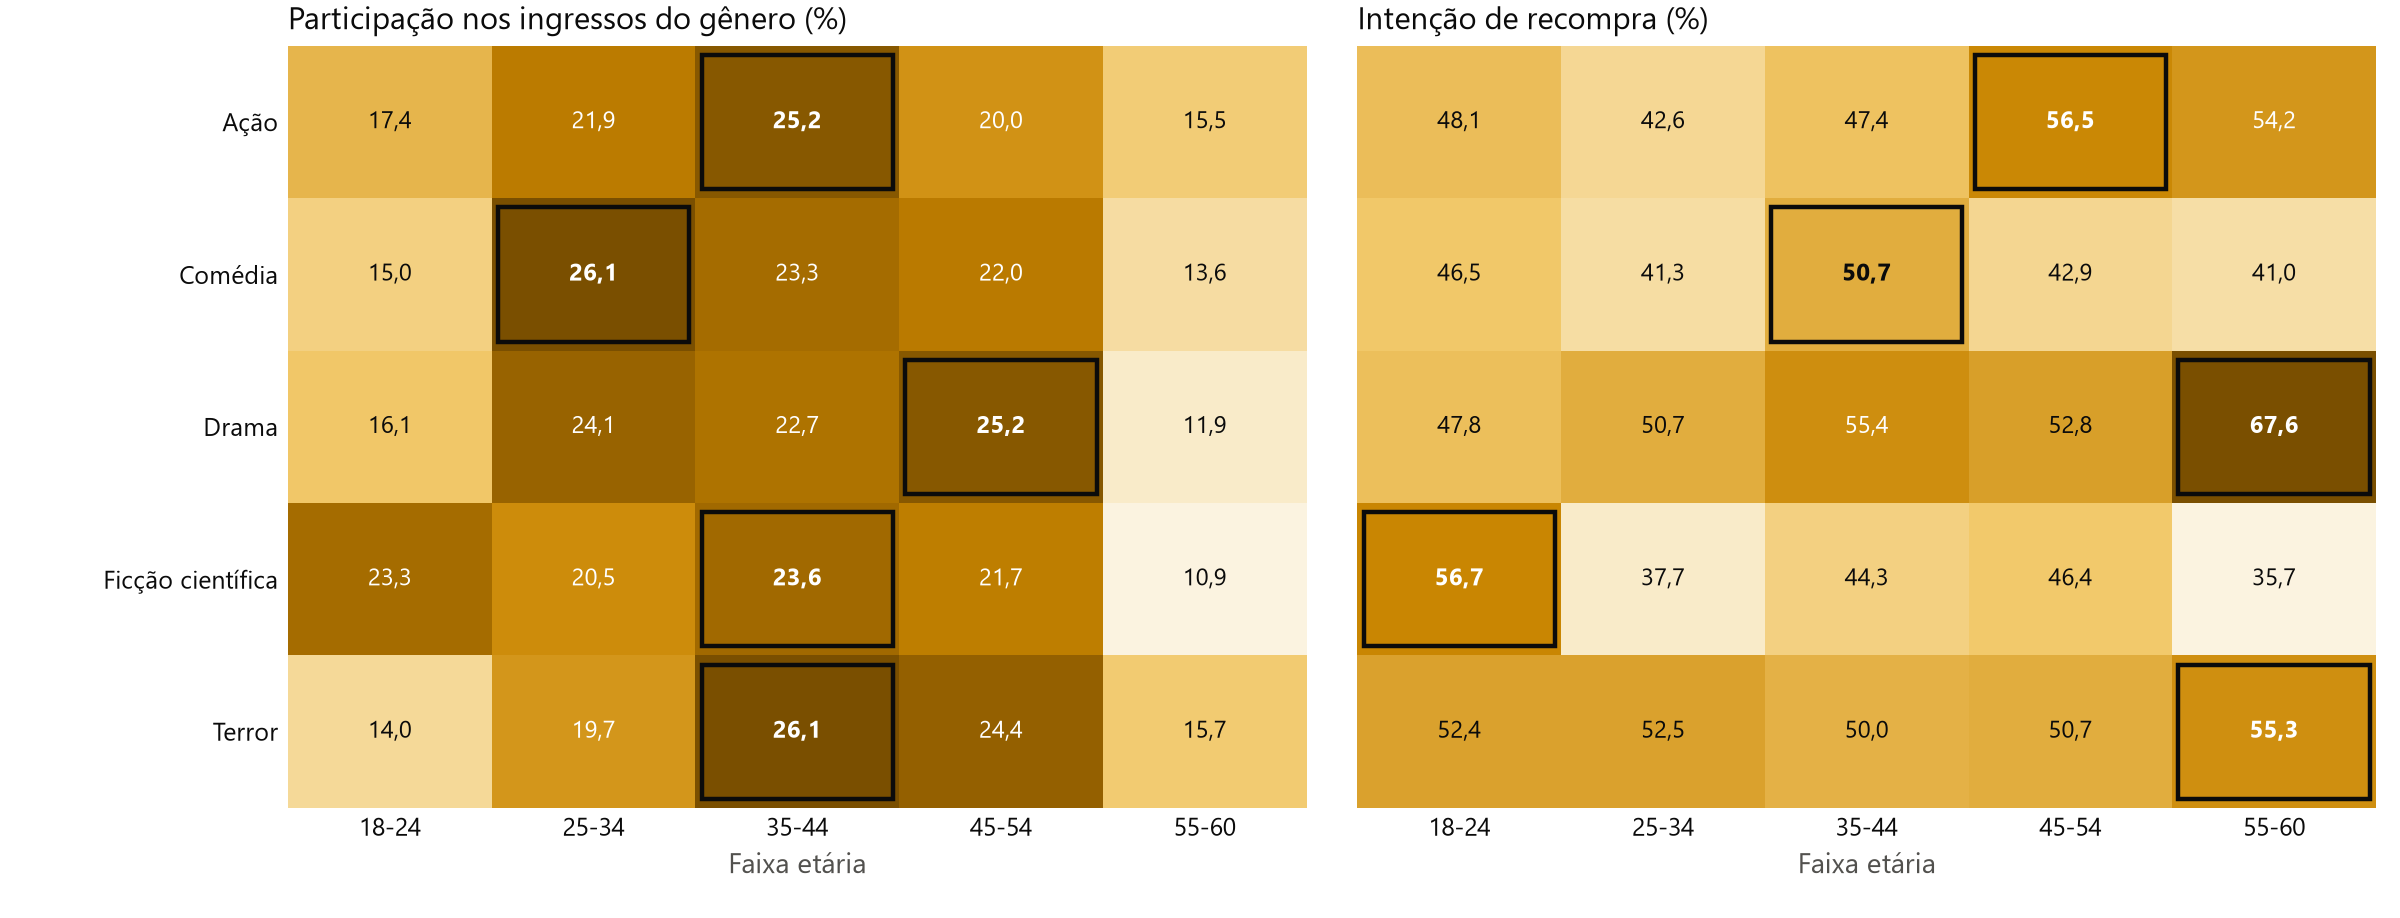 Participação nos ingressos do gênero (%)
Intenção de recompra (%)
Ação
17,4 21,9 25,2 20,0 15,5
48,1 42,6 47,4 56,5 54,2
Comédia
15,0 26,1 23,3 22,0 13,6
46,5 41,3 50,7 42,9 41,0
Drama
16,1 24,1 22,7 25,2 11,9
47,8 50,7 55,4 52,8 67,6
Ficção científica
23,3 20,5 23,6 21,7 10,9
56,7 37,7 44,3 46,4 35,7
Terror
14,0 19,7 26,1 24,4 15,7
52,4 52,5 50,0 50,7 55,3
18-24 25-34 35-44 45-54 55-60
18-24 25-34 35-44 45-54 55-60
Faixa etária
Faixa etária